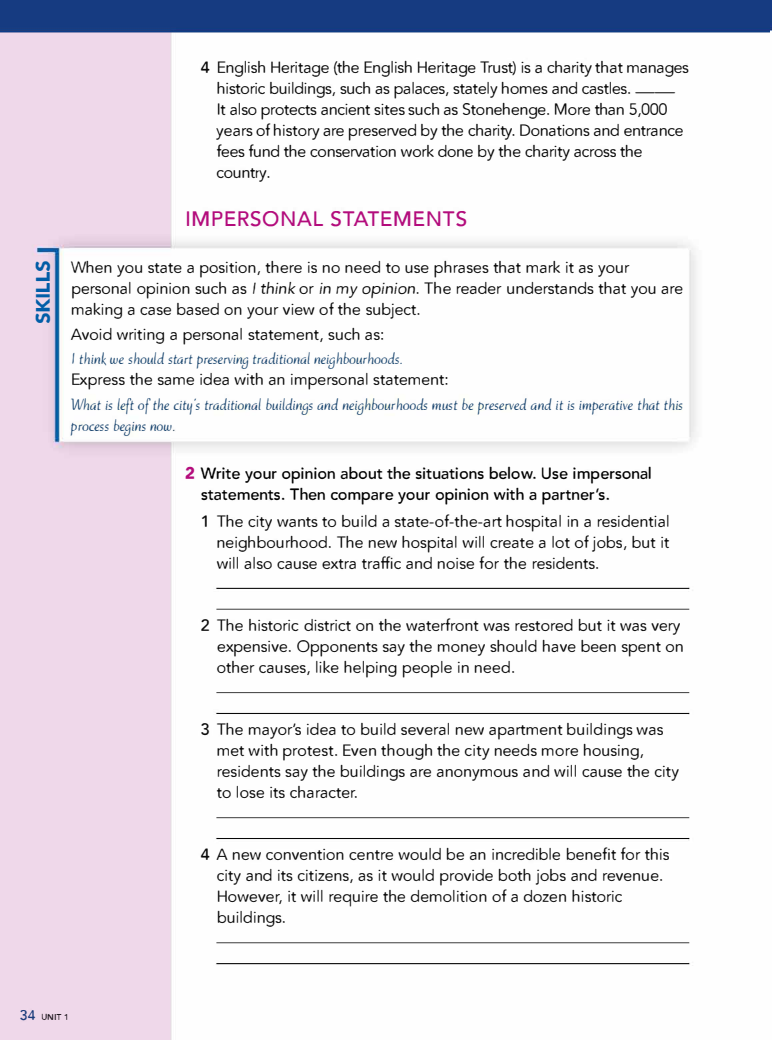 4 English Heritage (the English Heritage Trust) is a charity that manages
historic buildings, such as palaces, stately homes and castles. ____
It also protects ancient sites such as Stonehenge. More than 5,000
years of history are preserved by the charity. Donations and entrance
fees fund the conservation work done by the charity across the
country.
IMPERSONAL STATEMENTS
SKILLS
When you state a position, there is no need to use phrases that mark it as your
personal opinion such as I think or in my opinion. The reader understands that you are
making a case based on your view of the subject.
Avoid writing a personal statement, such as:
I think we should start preserving traditional neighbourhoods.
Express the same idea with an impersonal statement:
What is left of the city's traditional buildings and neighbourhoods must be preserved and it is imperative that this
process begins now.
2 Write your opinion about the situations below. Use impersonal
statements. Then compare your opinion with a partner's.
1 The city wants to build a state-of-the-art hospital in a residential
neighbourhood. The new hospital will create a lot of jobs, but it
will also cause extra traffic and noise for the residents.
2 The historic district on the waterfront was restored but it was very
expensive. Opponents say the money should have been spent on
other causes, like helping people in need.
3 The mayor's idea to build several new apartment buildings was
met with protest. Even though the city needs more housing,
residents say the buildings are anonymous and will cause the city
to lose its character.
4 A new convention centre would be an incredible benefit for this
city and its citizens, as it would provide both jobs and revenue.
However, it will require the demolition of a dozen historic
buildings.
34 UNIT 1